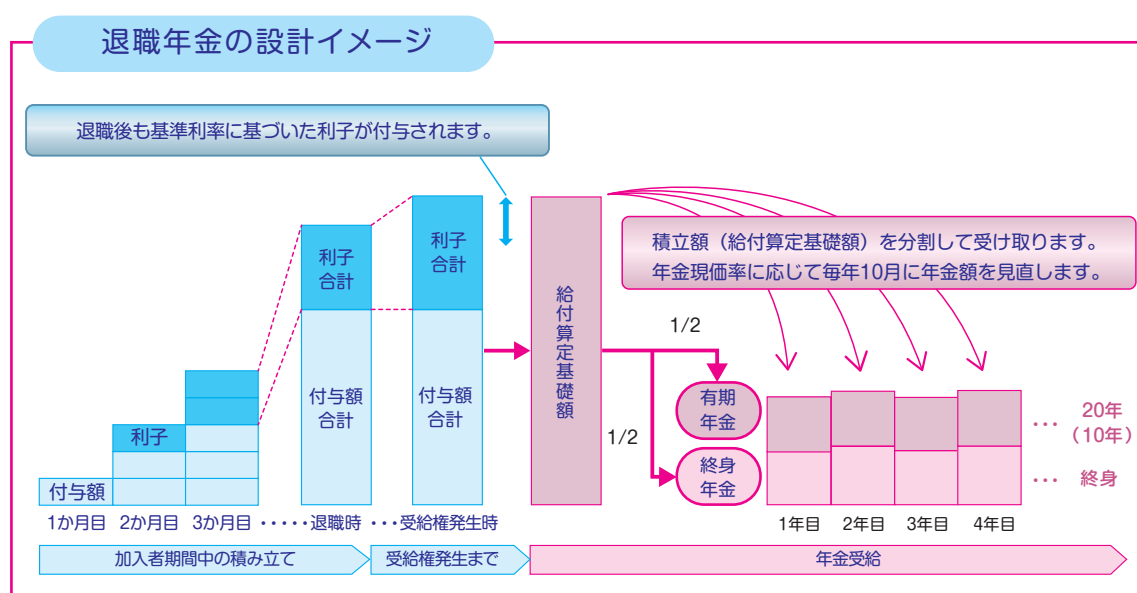 退職年金の設計イメージ
退職後も基準利率に基づいた利子が付与されます。
積立額（給付算定基礎額）を分割して受け取ります。
年金現価率に応じて毎年10月に年金額を見直します。
利子
合計
利子
合計
付与額
合計
付与額
合計
利子
付与額
給付算定基礎額
1/2
1/2
有期
年金
終身
年金
… 20年
（10年）
… 終身
1か月目 2か月目 3か月目 ‥‥‥退職時 …受給権発生時
1年目 2年目 3年目 4年目
加入者期間中の積み立て 受給権発生まで 年金受給